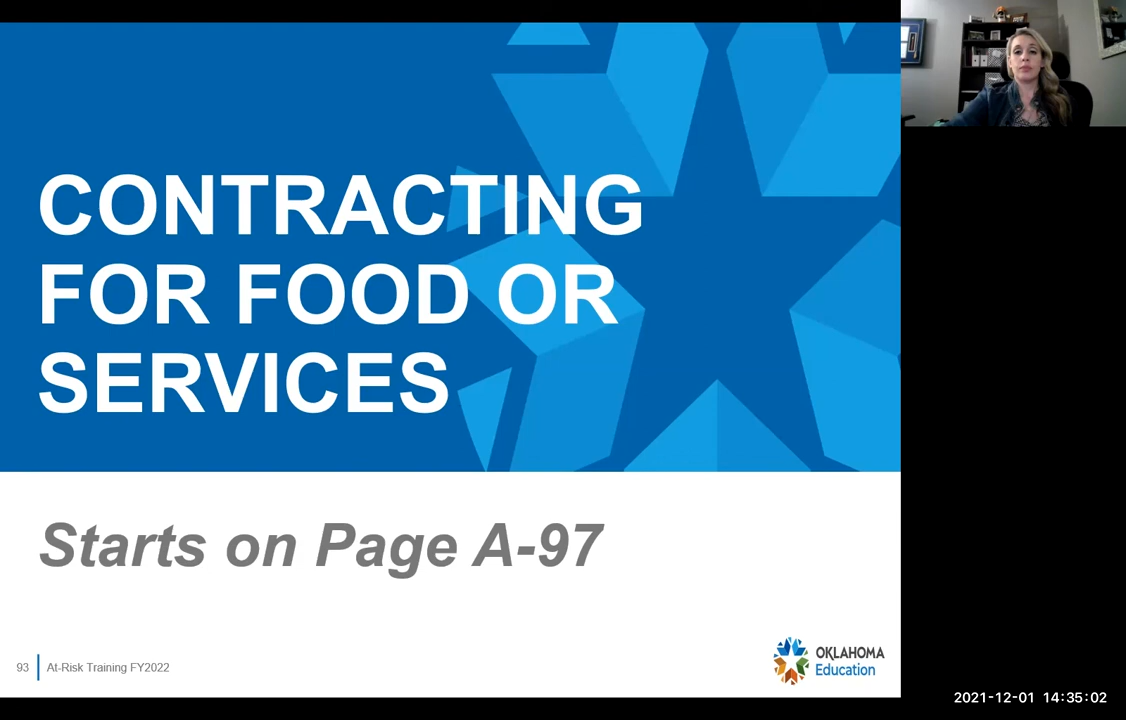 CONTRACTING
FOR FOOD OR
SERVICES
Starts on Page A-97
93
At-Risk Training FY2022
OKLAHOMA
Education
2021-12-01 14:35:02